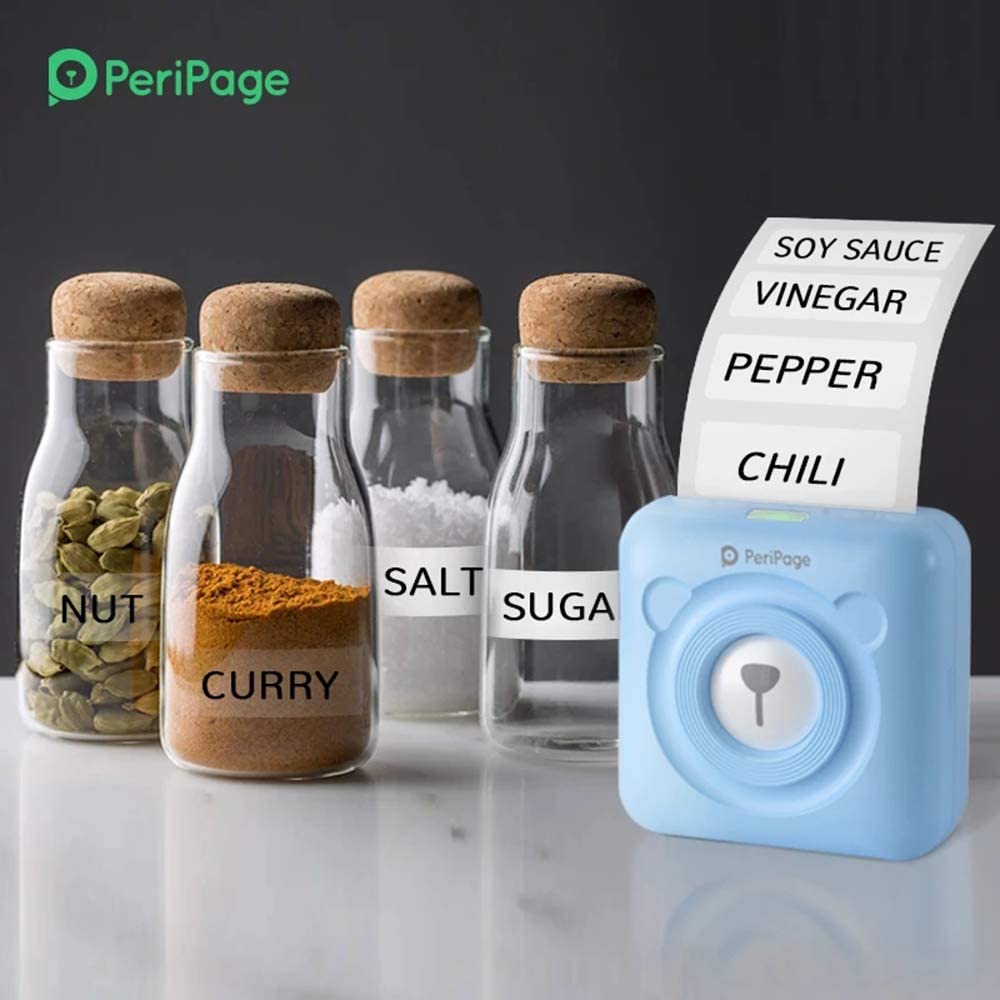 PeriPage
SOY SAUCE
VINEGAR
PEPPER
CHILI
PeriPage
NUT
CURRY
SALT
SUGA